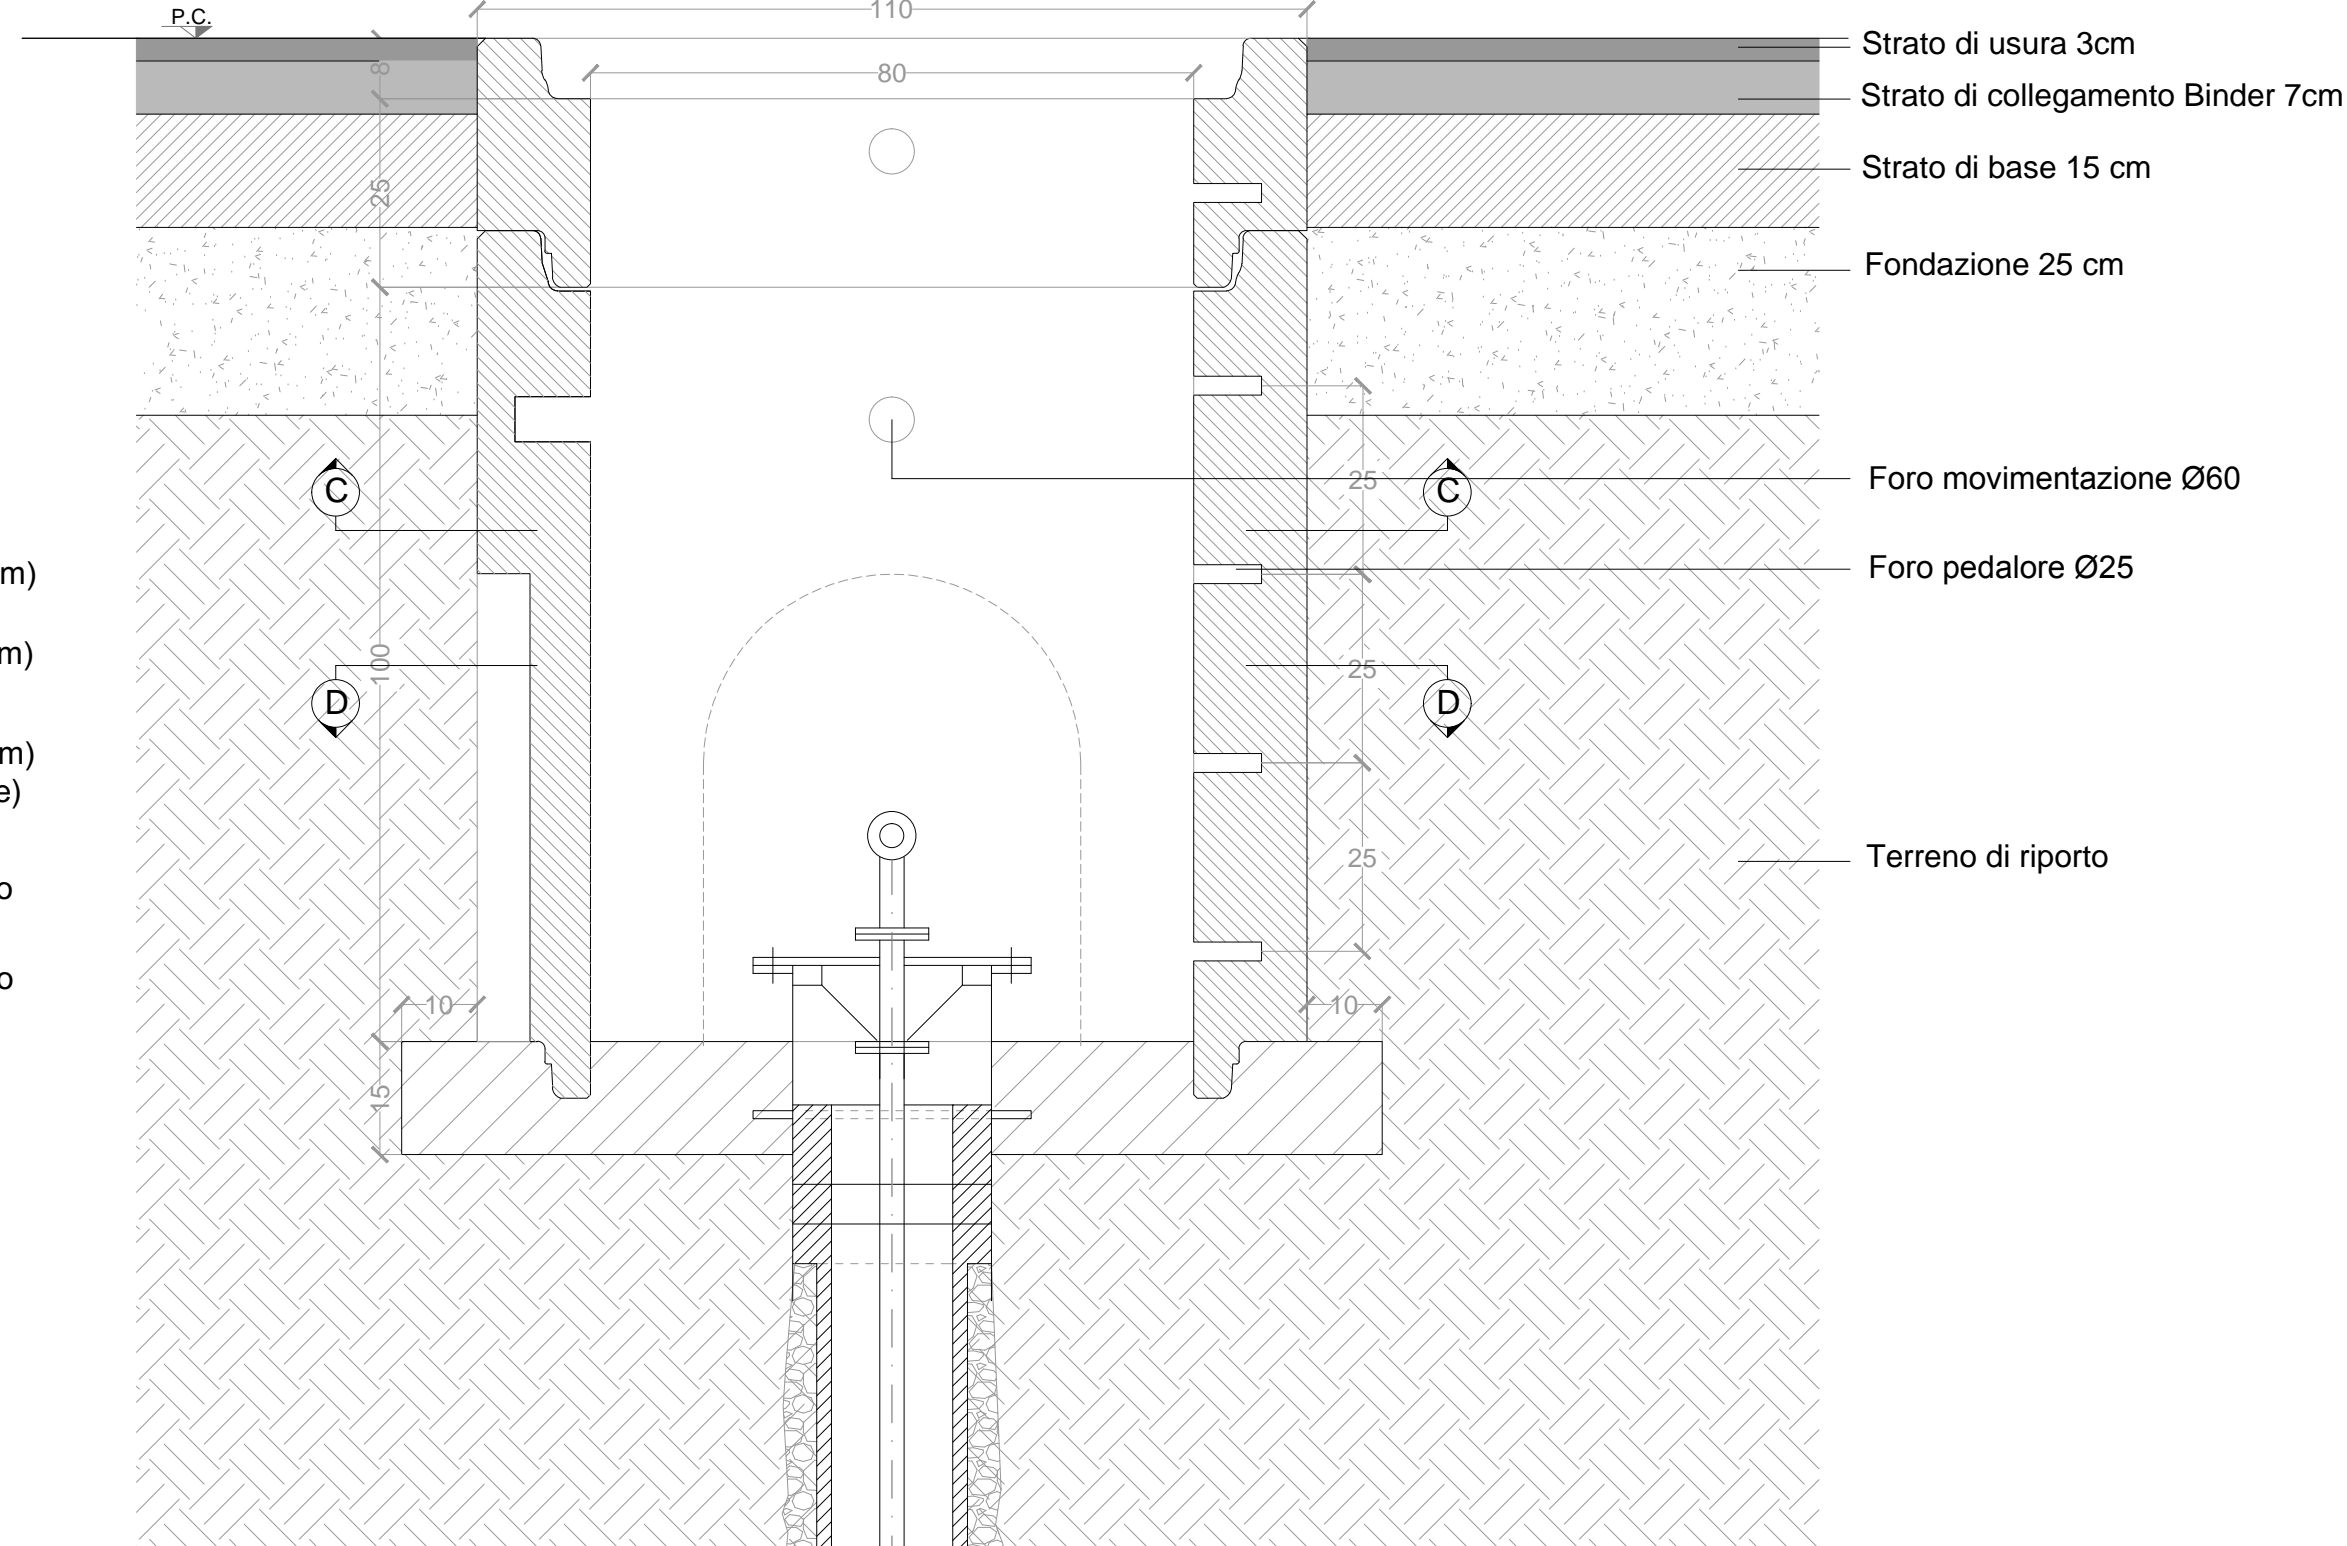 110
P.C.
Strato di usura 3cm
8
80
Strato di collegamento Binder 7cm
Strato di base 15 cm
25
Fondazione 25 cm
25
Foro movimentazione Ø60
C
C
m)
Foro pedalore Ø25
m)
100
25
D
D
m)
e)
25
Terreno di riporto
o
o
10
10
15